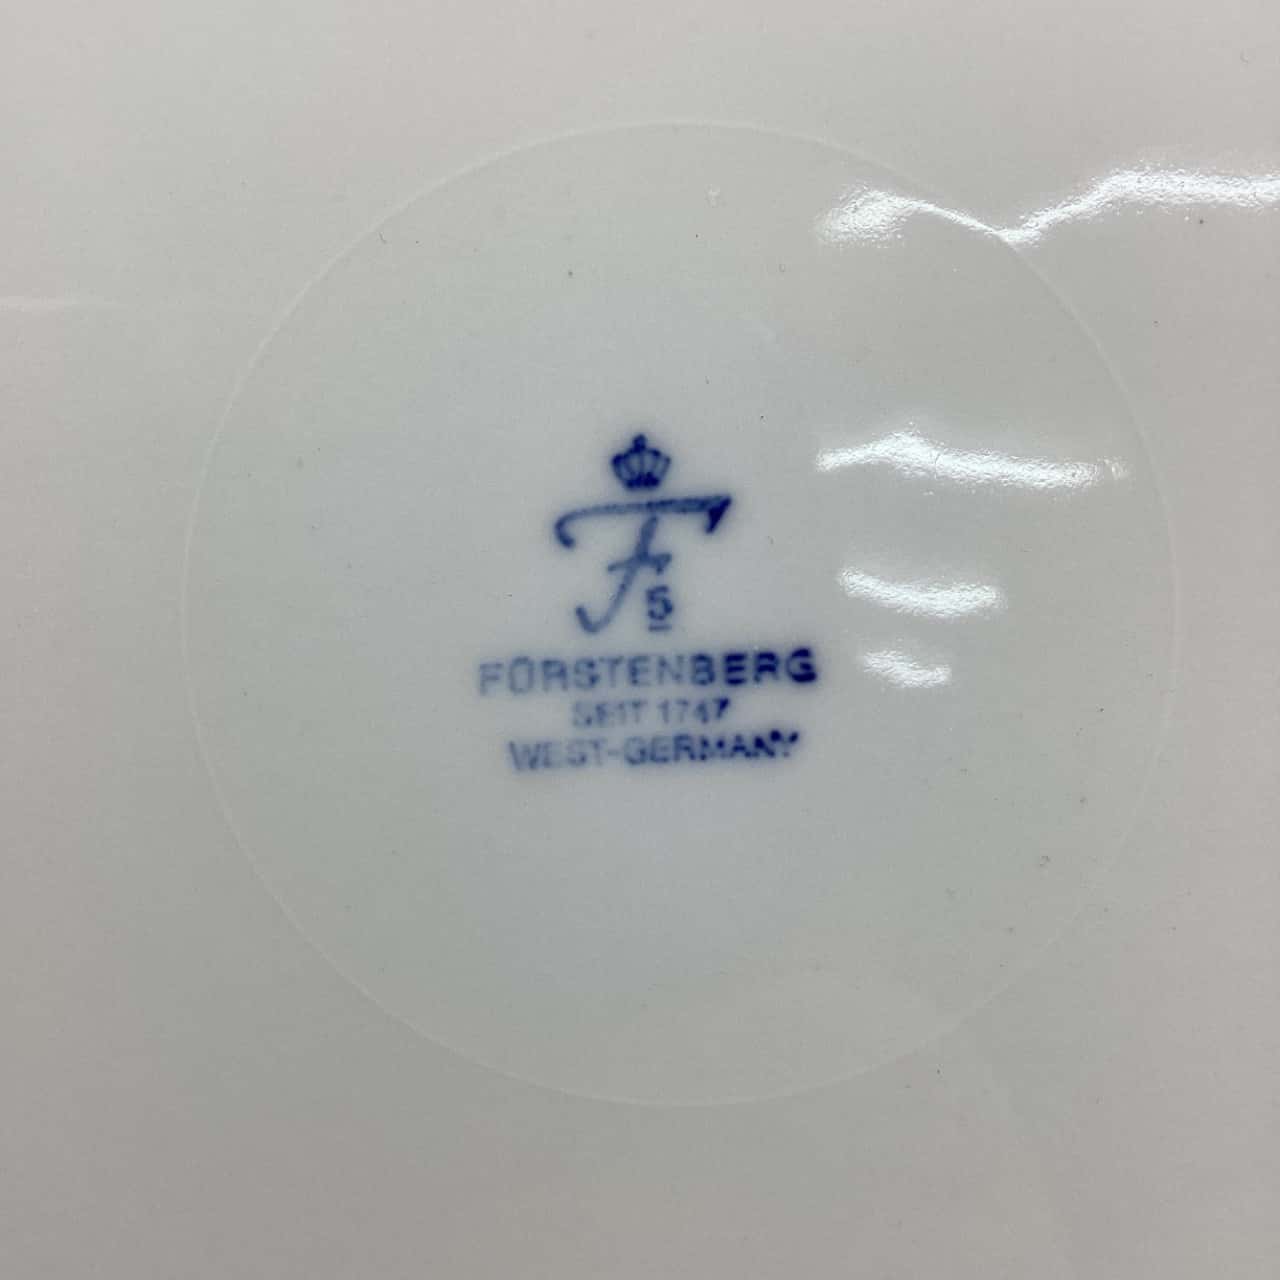 F
5
FÜRSTENBERG
SEIT 1747
WEST-GERMANY